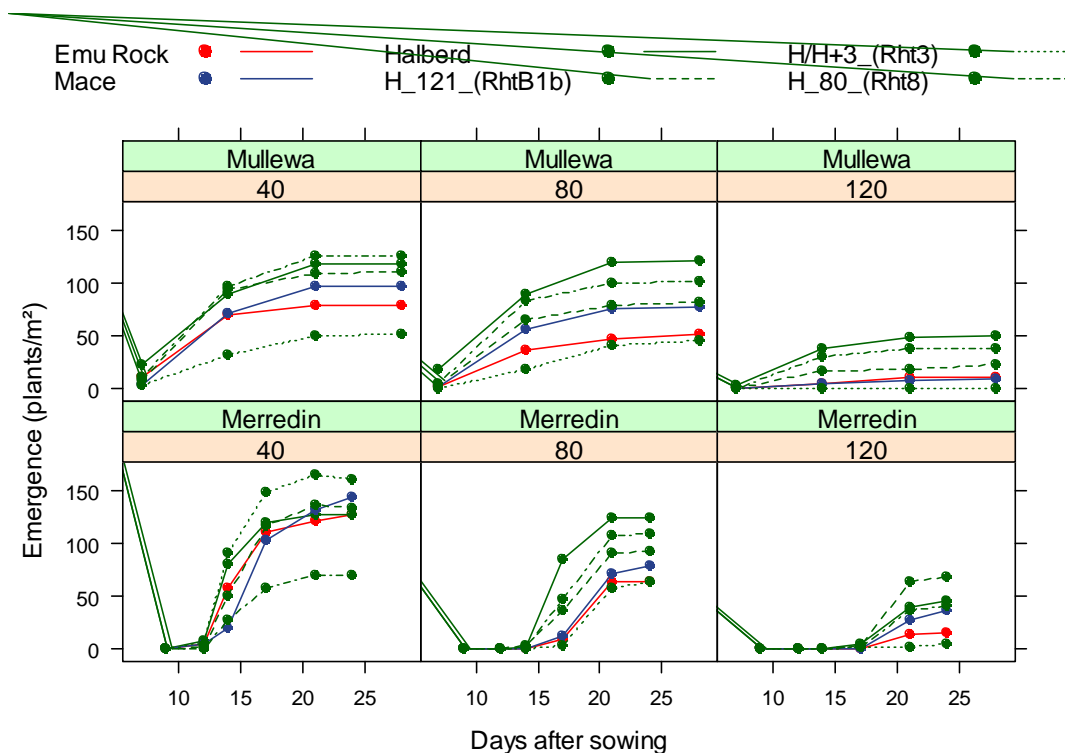 Emu Rock Halberd H/H+3_(Rht3)
Mace H_121_(RhtB1b) H_80_(Rht8)
Mullewa Mullewa Mullewa
40 80 120
150
100
50
0
Merredin Merredin Merredin
40 80 120
150
100
50
0
10 15 20 25 10 15 20 25 10 15 20 25
Emergence (plants/m²)
Days after sowing